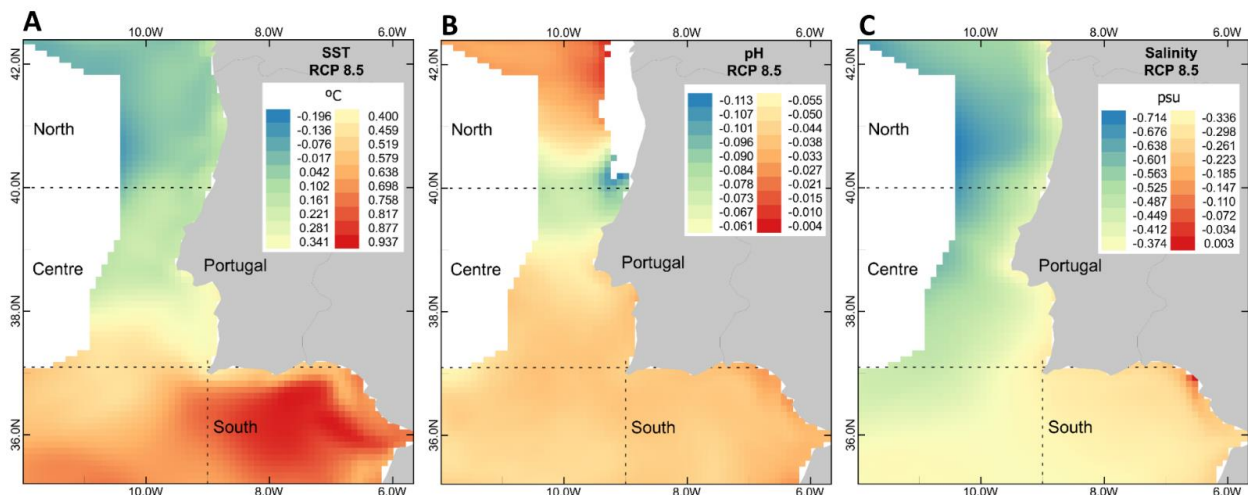 A
10.0W 8.0W 6.0W
42.0N
40.0N
38.0N
36.0N
SST
RCP 8.5
ºC
-0.196 0.400
-0.136 0.459
-0.076 0.519
-0.017 0.579
0.042 0.638
0.102 0.698
0.161 0.758
0.221 0.817
0.281 0.877
0.341 0.937
North
Centre
Portugal
South
10.0W 8.0W 6.0W
B
10.0W 8.0W 6.0W
42.0N
40.0N
38.0N
36.0N
pH
RCP 8.5
-0.113 -0.055
-0.107 -0.050
-0.101 -0.044
-0.096 -0.038
-0.090 -0.033
-0.084 -0.027
-0.078 -0.021
-0.073 -0.015
-0.067 -0.010
-0.061 -0.004
North
Centre
Portugal
South
10.0W 8.0W 6.0W
C
10.0W 8.0W 6.0W
42.0N
40.0N
38.0N
36.0N
Salinity
RCP 8.5
psu
-0.714 -0.336
-0.676 -0.298
-0.638 -0.261
-0.601 -0.223
-0.563 -0.185
-0.525 -0.147
-0.487 -0.110
-0.449 -0.072
-0.412 -0.034
-0.374 0.003
North
Centre
Portugal
South
10.0W 8.0W 6.0W